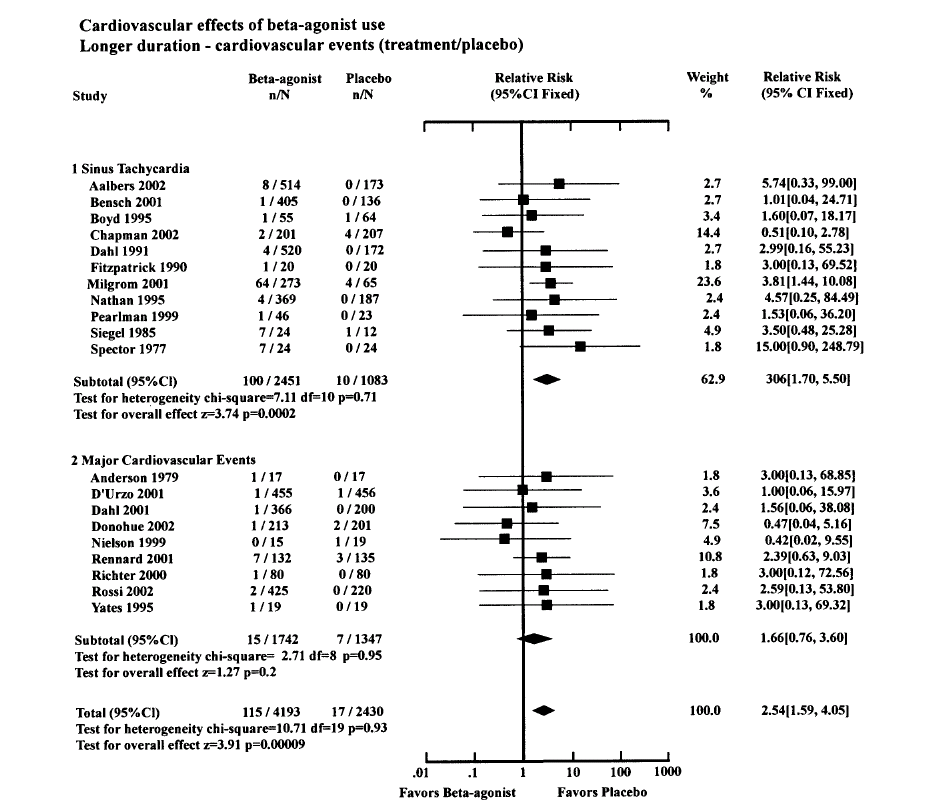 Cardiovascular effects of beta-agonist use
Longer duration - cardiovascular events (treatment/placebo)
Beta-agonist Placebo Relative Risk Weight Relative Risk
Study n/N n/N (95%CI Fixed) % (95% CI Fixed)
1 Sinus Tachycardia
Aalbers 2002 8 / 514 0 / 173 2.7 5.74[0.33, 99.00]
Bensch 2001 1 / 405 0 / 136 2.7 1.01[0.04, 24.71]
Boyd 1995 1 / 55 1 / 64 3.4 1.60[0.07, 18.17]
Chapman 2002 2 / 201 4 / 207 14.4 0.51[0.10, 2.78]
Dahl 1991 4 / 520 0 / 172 2.7 2.99[0.16, 55.23]
Fitzpatrick 1990 1 / 20 0 / 20 1.8 3.00[0.13, 69.52]
Milgrom 2001 64 / 273 4 / 65 23.6 3.81[1.44, 10.08]
Nathan 1995 4 / 369 0 / 187 2.4 4.57[0.25, 84.49]
Pearlman 1999 1 / 46 0 / 23 2.4 1.53[0.06, 36.20]
Siegel 1985 7 / 24 1 / 12 4.9 3.50[0.48, 25.28]
Spector 1977 7 / 24 0 / 24 1.8 15.00[0.90, 248.79]
Subtotal (95%CI) 100 / 2451 10 / 1083 62.9 306[1.70, 5.50]
Test for heterogeneity chi-square=7.11 df=10 p=0.71
Test for overall effect z=3.74 p=0.0002
2 Major Cardiovascular Events
Anderson 1979 1 / 17 0 / 17 1.8 3.00[0.13, 68.85]
D'Urzo 2001 1 / 455 1 / 456 3.6 1.00[0.06, 15.97]
Dahl 2001 1 / 366 0 / 200 2.4 1.56[0.06, 38.08]
Donohue 2002 1 / 213 2 / 201 7.5 0.47[0.04, 5.16]
Nielson 1999 0 / 15 1 / 19 4.9 0.42[0.02, 9.55]
Rennard 2001 7 / 132 3 / 135 10.8 2.39[0.63, 9.03]
Richter 2000 1 / 80 0 / 80 1.8 3.00[0.12, 72.56]
Rossi 2002 2 / 425 0 / 220 2.4 2.59[0.13, 53.80]
Yates 1995 1 / 19 0 / 19 1.8 3.00[0.13, 69.32]
Subtotal (95%CI) 15 / 1742 7 / 1347 100.0 1.66[0.76, 3.60]
Test for heterogeneity chi-square= 2.71 df=8 p=0.95
Test for overall effect z=1.27 p=0.2
Total (95%CI) 115 / 4193 17 / 2430 100.0 2.54[1.59, 4.05]
Test for heterogeneity chi-square=10.71 df=19 p=0.93
Test for overall effect z=3.91 p=0.00009
.01 .1 1 10 100 1000
Favors Beta-agonist Favors Placebo